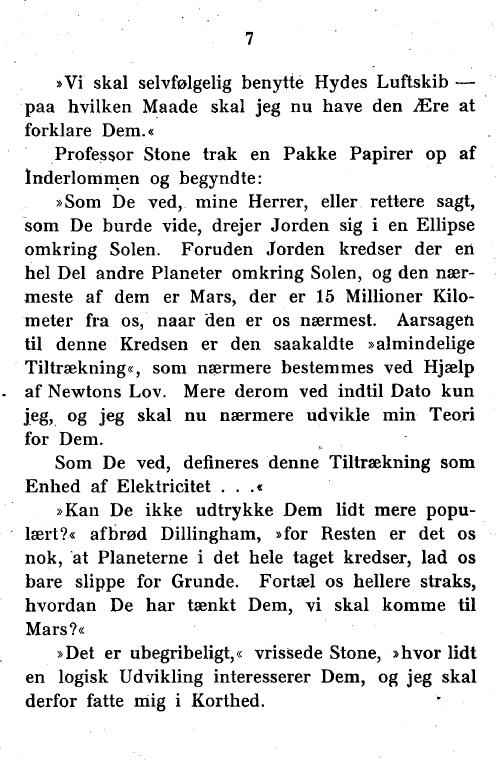 7
»Vi skal selvfølgelig benytte Hydes Luftskib —
paa hvilken Maade skal jeg nu have den Ære at
forklare Dem.«
Professor Stone trak en Pakke Papirer op af
Inderlommen og begyndte:
»Som De ved, mine Herrer, eller rettere sagt,
som De burde vide, drejer Jorden sig i en Ellipse
omkring Solen. Foruden Jorden kredser der en
hel Del andre Planeter omkring Solen, og den nær-
meste af dem er Mars, der er 15 Millioner Kilo-
meter fra os, naar den er os nærmest. Aarsagen
til denne Kredsen er den saakaldte »almindelige
Tiltrækning«, som nærmere bestemmes ved Hjælp
af Newtons Lov. Mere derom ved indtil Dato kun
jeg, og jeg skal nu nærmere udvikle min Teori
for Dem.
Som De ved, defineres denne Tiltrækning som
Enhed af Elektricitet . . .«
»Kan De ikke udtrykke Dem lidt mere popu-
lært?« afbrød Dillingham, »for Resten er det os
nok, at Planeterne i det hele taget kredser, lad os
bare slippe for Grunde. Fortæl os hellere straks,
hvordan De har tænkt Dem, vi skal komme til
Mars?«
»Det er ubegribeligt,« vrissede Stone, »hvor lidt
en logisk Udvikling interesserer Dem, og jeg skal
derfor fatte mig i Korthed.